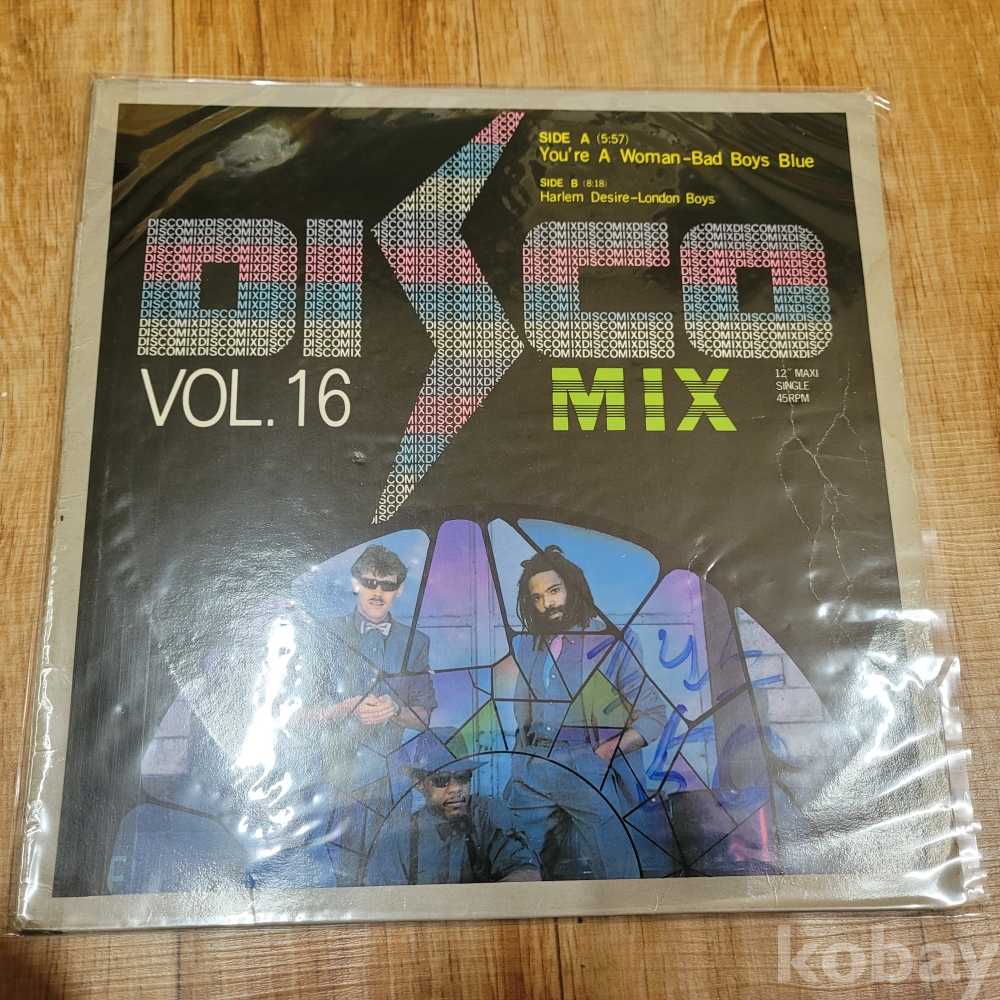 SIDE A (5:57)
You're A Woman-Bad Boys Blue
SIDE B (8:18)
Harlem Desire-London Boys
DISCO
VOL.16
MIX
12" MAXI
SINGLE
45RPM
kobay